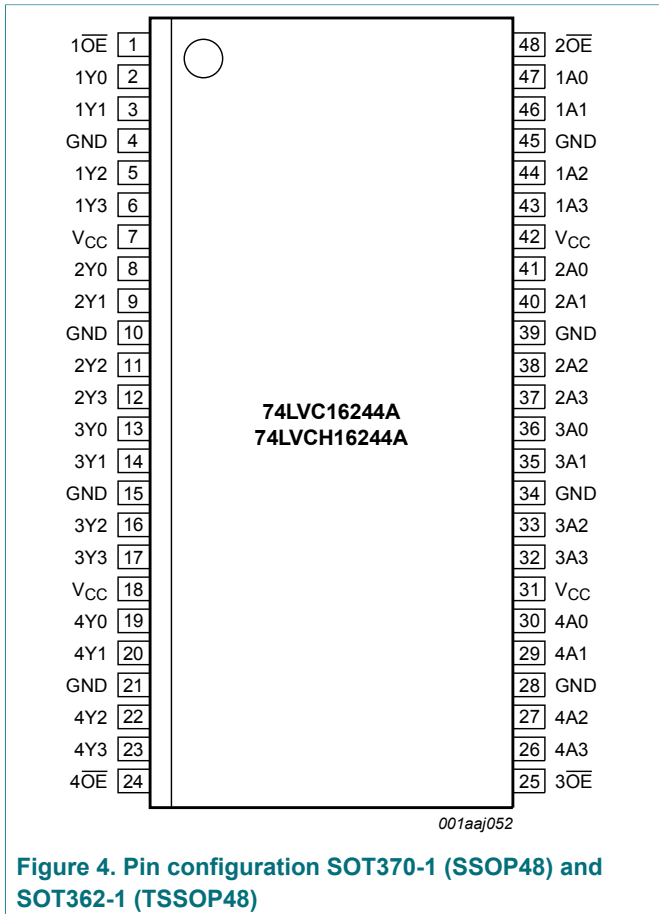 1O̅E̅ 1 48 2O̅E̅
1Y0 2 47 1A0
1Y1 3 46 1A1
GND 4 45 GND
1Y2 5 44 1A2
1Y3 6 43 1A3
VCC 7 42 VCC
2Y0 8 41 2A0
2Y1 9 40 2A1
GND 10 39 GND
2Y2 11 38 2A2
2Y3 12 37 2A3
3Y0 13 36 3A0
74LVC16244A
74LVCH16244A
3Y1 14 35 3A1
GND 15 34 GND
3Y2 16 33 3A2
3Y3 17 32 3A3
VCC 18 31 VCC
4Y0 19 30 4A0
4Y1 20 29 4A1
GND 21 28 GND
4Y2 22 27 4A2
4Y3 23 26 4A3
4O̅E̅ 24 25 3O̅E̅
001aaj052
Figure 4. Pin configuration SOT370-1 (SSOP48) and
SOT362-1 (TSSOP48)